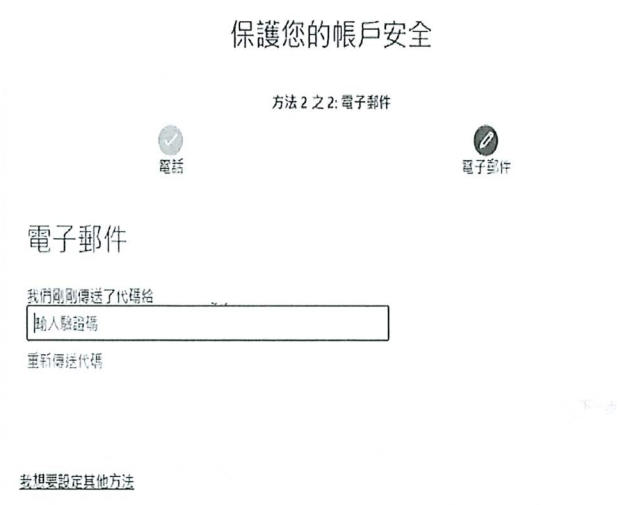 保護您的帳戶安全
方法 2 之 2: 電子郵件
電話
電子郵件
電子郵件
我們剛剛傳送了代碼給
輸入驗證碼
重新傳送代碼
下一步
我想要設定其他方法